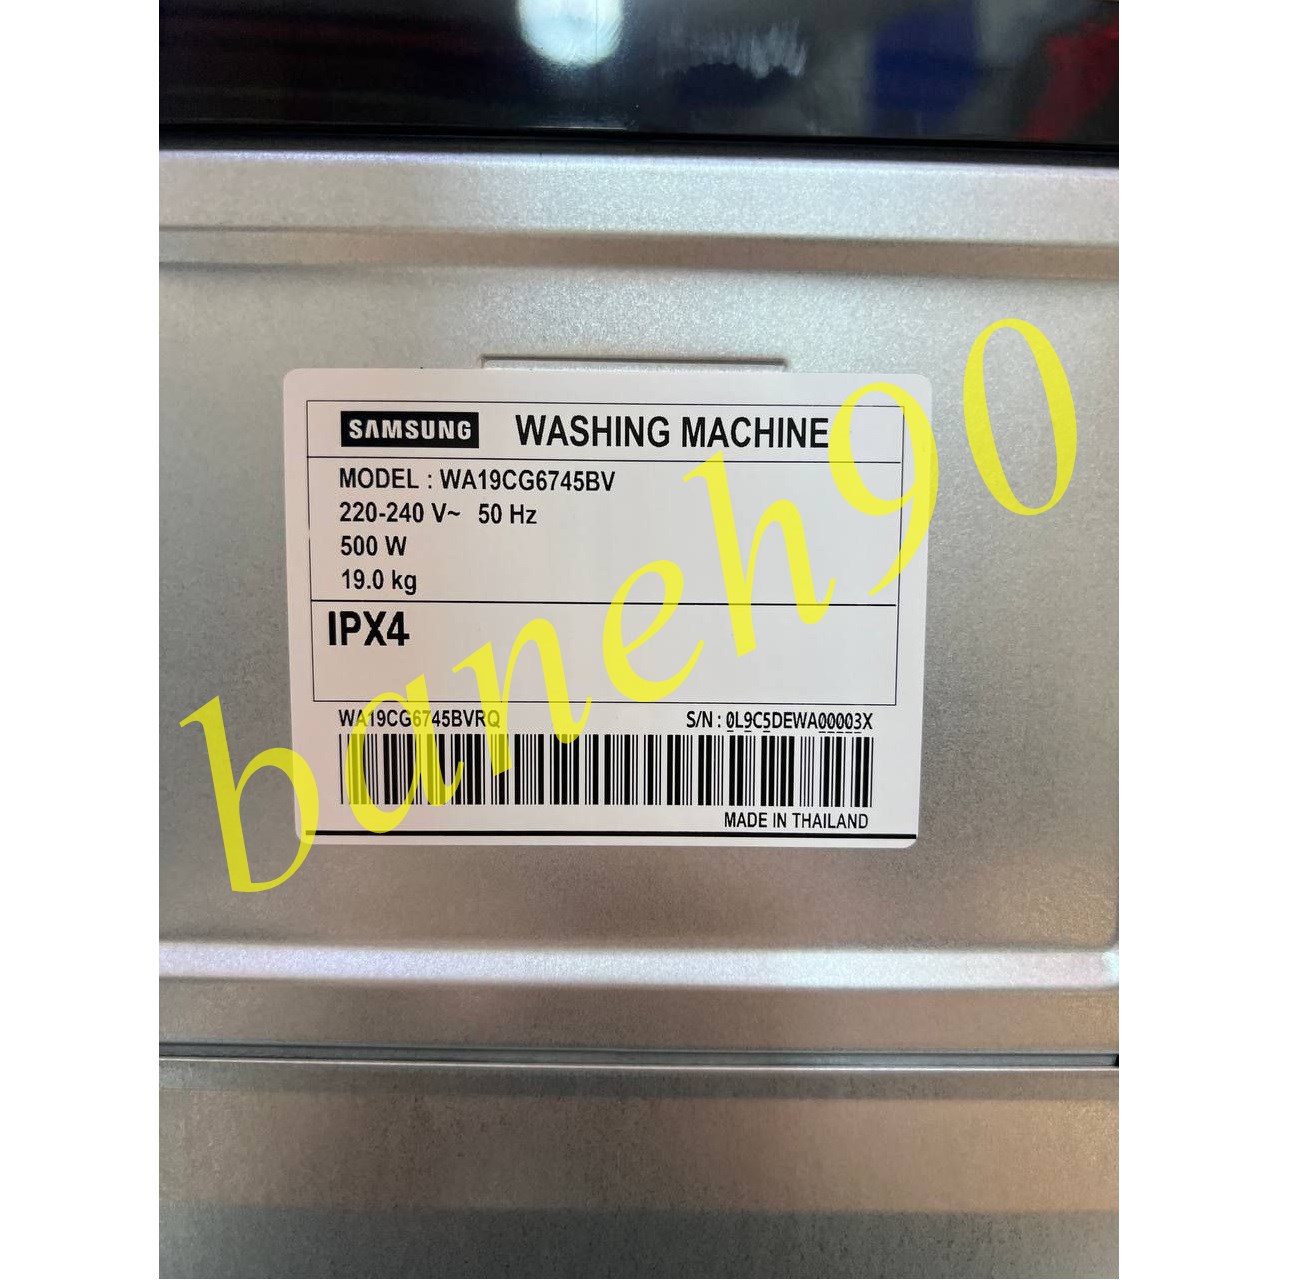 SAMSUNG WASHING MACHINE
MODEL : WA19CG6745BV
220-240 V~ 50 Hz
500 W
19.0 kg
IPX4
WA19CG6745BVRQ S/N : 0L9C5DEWA00003X
MADE IN THAILAND
baneh90